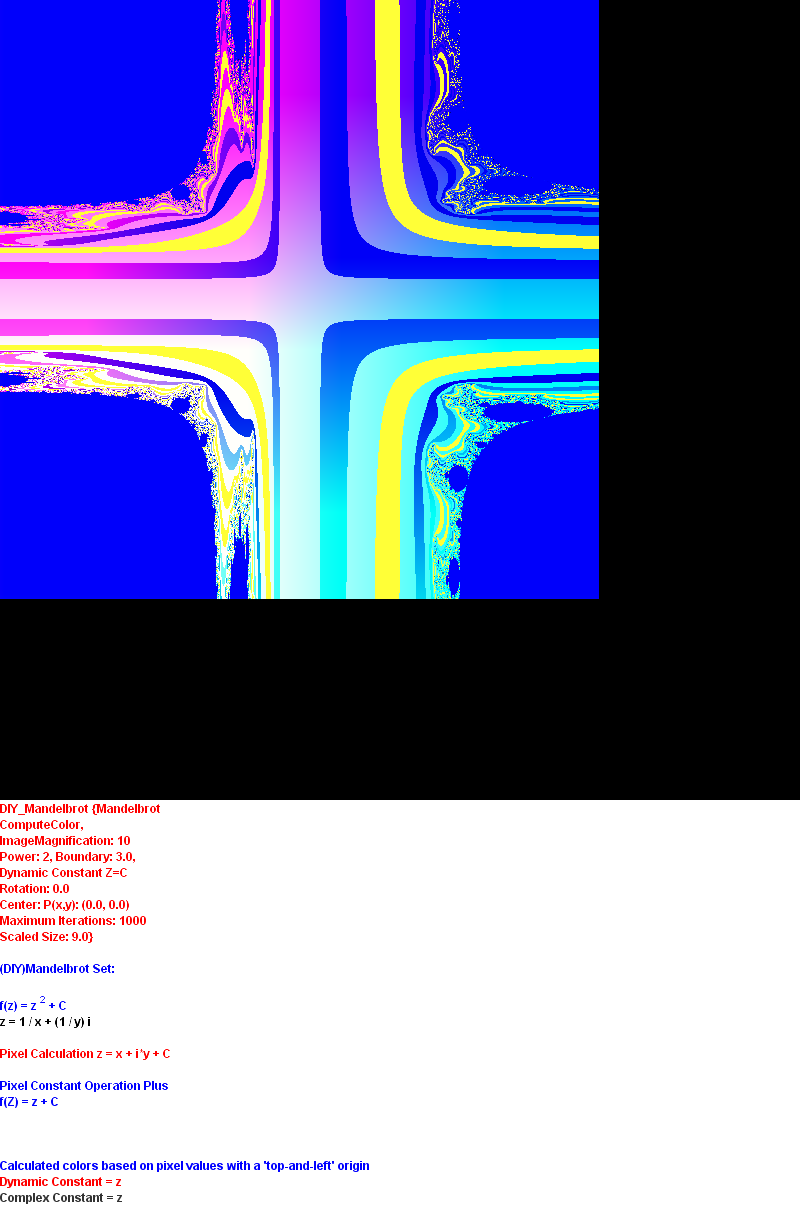 DIY_Mandelbrot {Mandelbrot
ComputeColor,
ImageMagnification: 10
Power: 2, Boundary: 3.0,
Dynamic Constant Z=C
Rotation: 0.0
Center: P(x,y): (0.0, 0.0)
Maximum Iterations: 1000
Scaled Size: 9.0}
(DIY)Mandelbrot Set:
f(z) = z ² + C
z = 1 / x + (1 / y) i
Pixel Calculation z = x + i*y + C
Pixel Constant Operation Plus
f(Z) = z + C
Calculated colors based on pixel values with a 'top-and-left' origin
Dynamic Constant = z
Complex Constant = z